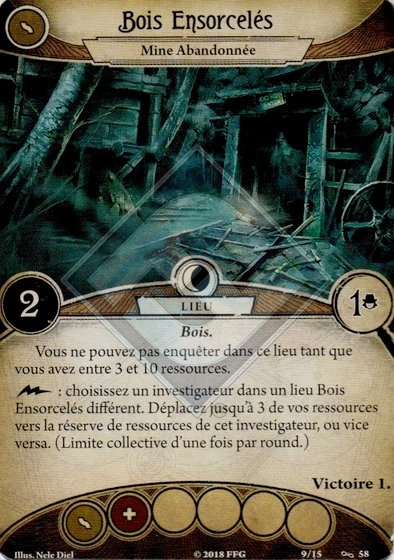 Bois Ensorcelés
Mine Abandonnée
2
LIEU
1
Bois.
Vous ne pouvez pas enquêter dans ce lieu tant que
vous avez entre 3 et 10 ressources.
: choisissez un investigateur dans un lieu Bois
Ensorcelés différent. Déplacez jusqu'à 3 de vos ressources
vers la réserve de ressources de cet investigateur, ou vice
versa. (Limite collective d'une fois par round.)
Victoire 1.
Illus. Nele Diel
© 2018 FFG
9/15
58